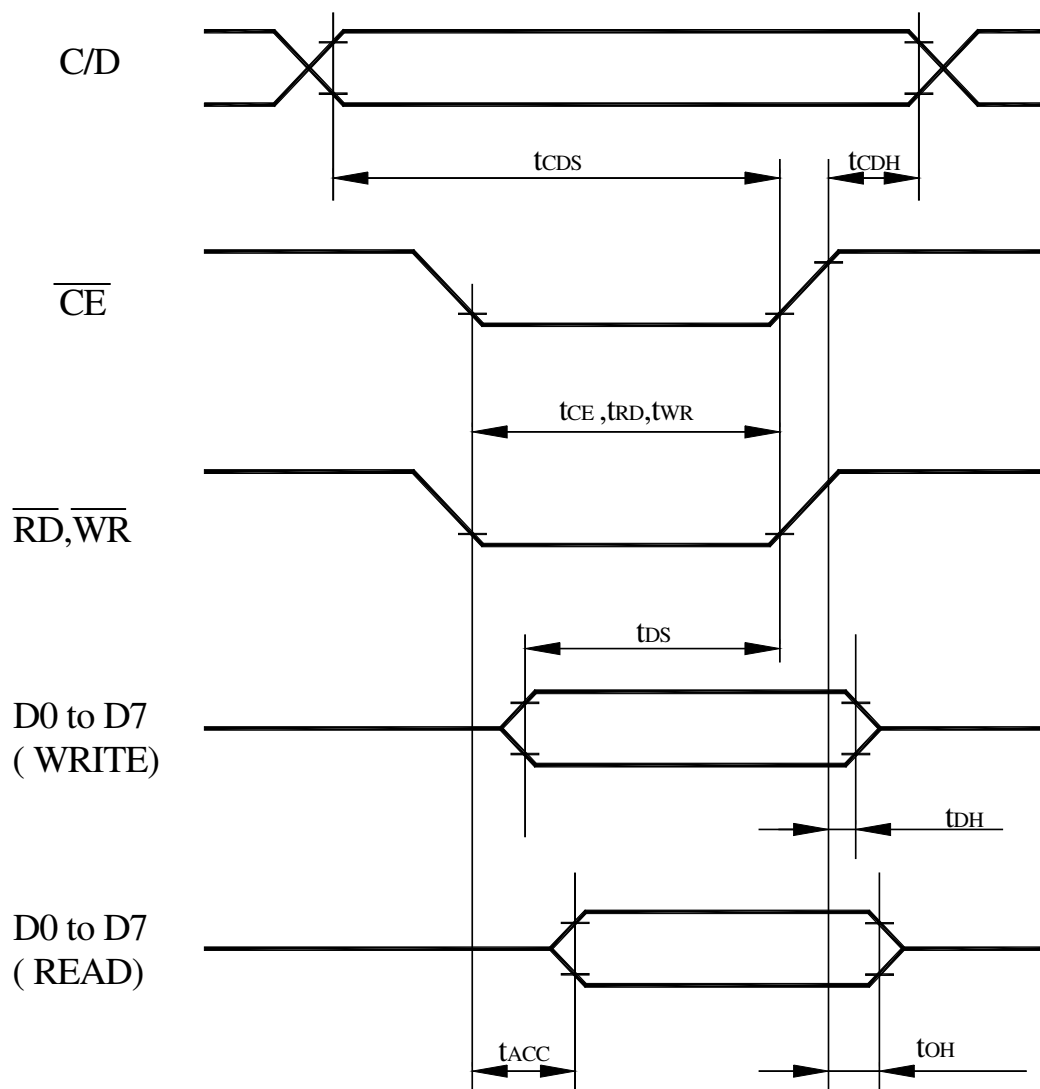 C/D
tCDS
tCDH
CE
tCE ,tRD,tWR
RD,WR
tDS
D0 to D7
( WRITE)
tDH
D0 to D7
( READ)
tACC
tOH